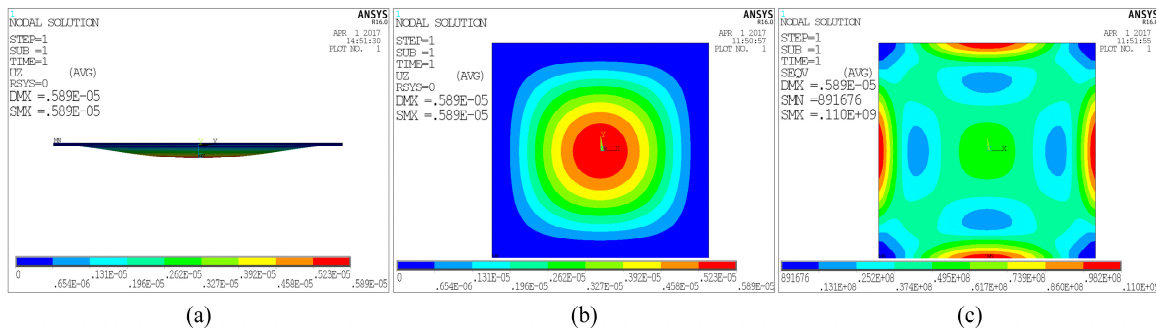 1
NODAL SOLUTION
STEP=1
SUB =1
TIME=1
UZ (AVG)
RSYS=0
DMX =.589E-05
SMX =.589E-05
ANSYS
R16.0
APR 1 2017
14:51:30
PLOT NO. 1
MN
Y
0 .131E-05 .262E-05 .392E-05 .523E-05
.654E-06 .196E-05 .327E-05 .458E-05 .589E-05
(a)
1
NODAL SOLUTION
STEP=1
SUB =1
TIME=1
UZ (AVG)
RSYS=0
DMX =.589E-05
SMX =.589E-05
ANSYS
R16.0
APR 1 2017
11:50:57
PLOT NO. 1
Y
X
0 .131E-05 .262E-05 .392E-05 .523E-05
.654E-06 .196E-05 .327E-05 .458E-05 .589E-05
(b)
1
NODAL SOLUTION
STEP=1
SUB =1
TIME=1
SEQV (AVG)
DMX =.589E-05
SMN =891676
SMX =.110E+09
ANSYS
R16.0
APR 1 2017
11:51:55
PLOT NO. 1
X
891676 .252E+08 .495E+08 .739E+08 .982E+08
.131E+08 .374E+08 .617E+08 .860E+08 .110E+09
(c)